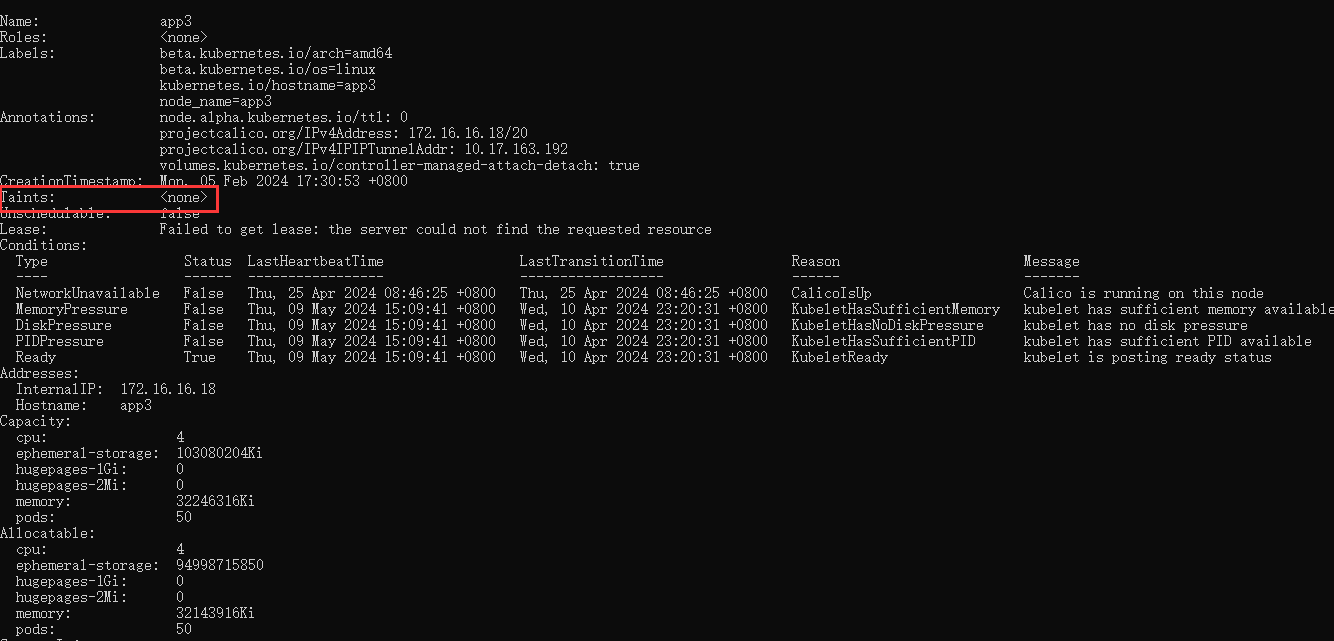 Name:               app3
Roles:              <none>
Labels:             beta.kubernetes.io/arch=amd64
                    beta.kubernetes.io/os=linux
                    kubernetes.io/hostname=app3
                    node_name=app3
Annotations:        node.alpha.kubernetes.io/ttl: 0
                    projectcalico.org/IPv4Address: 172.16.16.18/20
                    projectcalico.org/IPv4IPIPTunnelAddr: 10.17.163.192
                    volumes.kubernetes.io/controller-managed-attach-detach: true
CreationTimestamp:  Mon, 05 Feb 2024 17:30:53 +0800
Taints:             <none>
Unschedulable:      false
Lease:              Failed to get lease: the server could not find the requested resource
Conditions:
  Type                 Status  LastHeartbeatTime                 LastTransitionTime                Reason                       Message
  ----                 ------  -----------------                 ------------------                ------                       -------
  NetworkUnavailable   False   Thu, 25 Apr 2024 08:46:25 +0800   Thu, 25 Apr 2024 08:46:25 +0800   CalicoIsUp                   Calico is running on this node
  MemoryPressure       False   Thu, 09 May 2024 15:09:41 +0800   Wed, 10 Apr 2024 23:20:31 +0800   KubeletHasSufficientMemory   kubelet has sufficient memory available
  DiskPressure         False   Thu, 09 May 2024 15:09:41 +0800   Wed, 10 Apr 2024 23:20:31 +0800   KubeletHasNoDiskPressure     kubelet has no disk pressure
  PIDPressure          False   Thu, 09 May 2024 15:09:41 +0800   Wed, 10 Apr 2024 23:20:31 +0800   KubeletHasSufficientPID      kubelet has sufficient PID available
  Ready                True    Thu, 09 May 2024 15:09:41 +0800   Wed, 10 Apr 2024 23:20:31 +0800   KubeletReady                 kubelet is posting ready status
Addresses:
  InternalIP:  172.16.16.18
  Hostname:    app3
Capacity:
  cpu:                4
  ephemeral-storage:  103080204Ki
  hugepages-1Gi:      0
  hugepages-2Mi:      0
  memory:             32246316Ki
  pods:               50
Allocatable:
  cpu:                4
  ephemeral-storage:  94998715850
  hugepages-1Gi:      0
  hugepages-2Mi:      0
  memory:             32143916Ki
  pods:               50